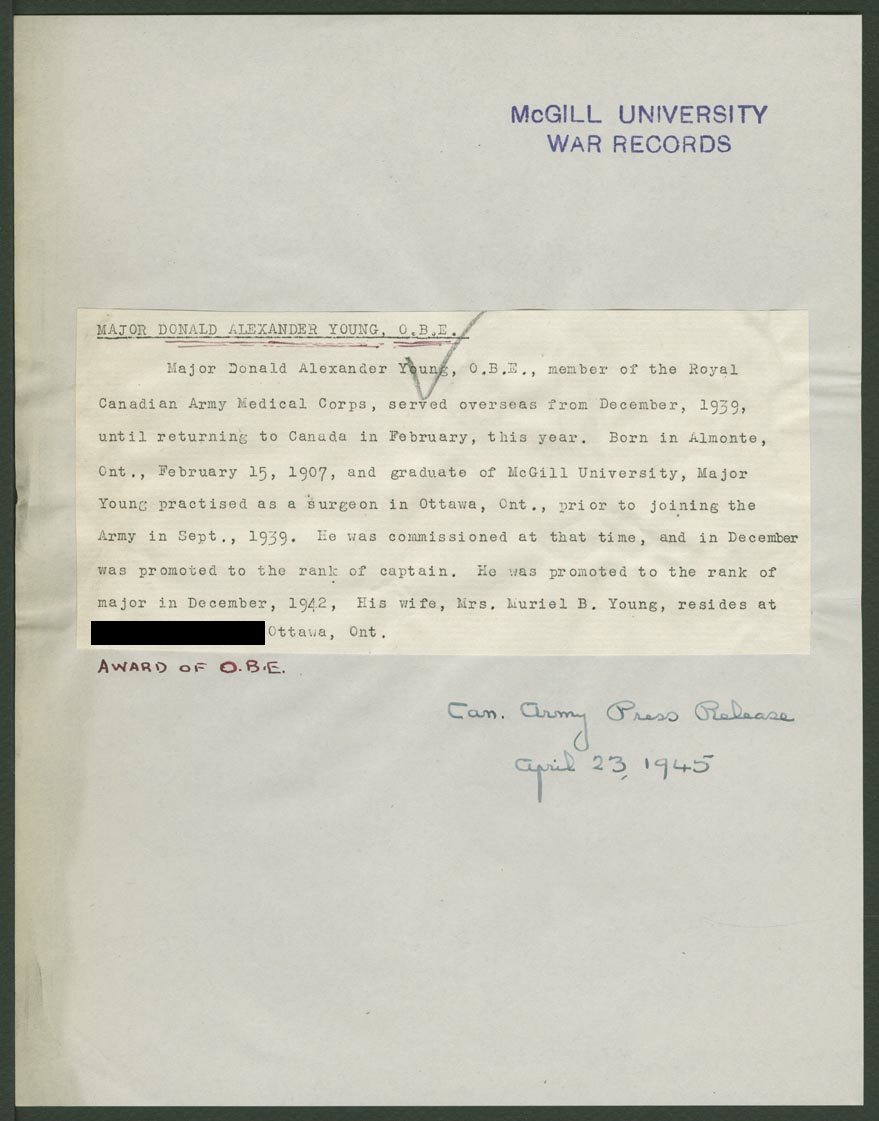 McGILL UNIVERSITY
WAR RECORDS
MAJOR DONALD ALEXANDER YOUNG, O.B.E.
Major Donald Alexander Young, O.B.E., member of the Royal
Canadian Army Medical Corps, served overseas from December, 1939,
until returning to Canada in February, this year. Born in Almonte,
Ont., February 15, 1907, and graduate of McGill University, Major
Young practised as a surgeon in Ottawa, Ont., prior to joining the
Army in Sept., 1939. He was commissioned at that time, and in December
was promoted to the rank of captain. He was promoted to the rank of
major in December, 1942, His wife, Mrs. Muriel B. Young, resides at
Ottawa, Ont.
AWARD OF O.B.E.
Can. Army Press Release
April 23, 1945